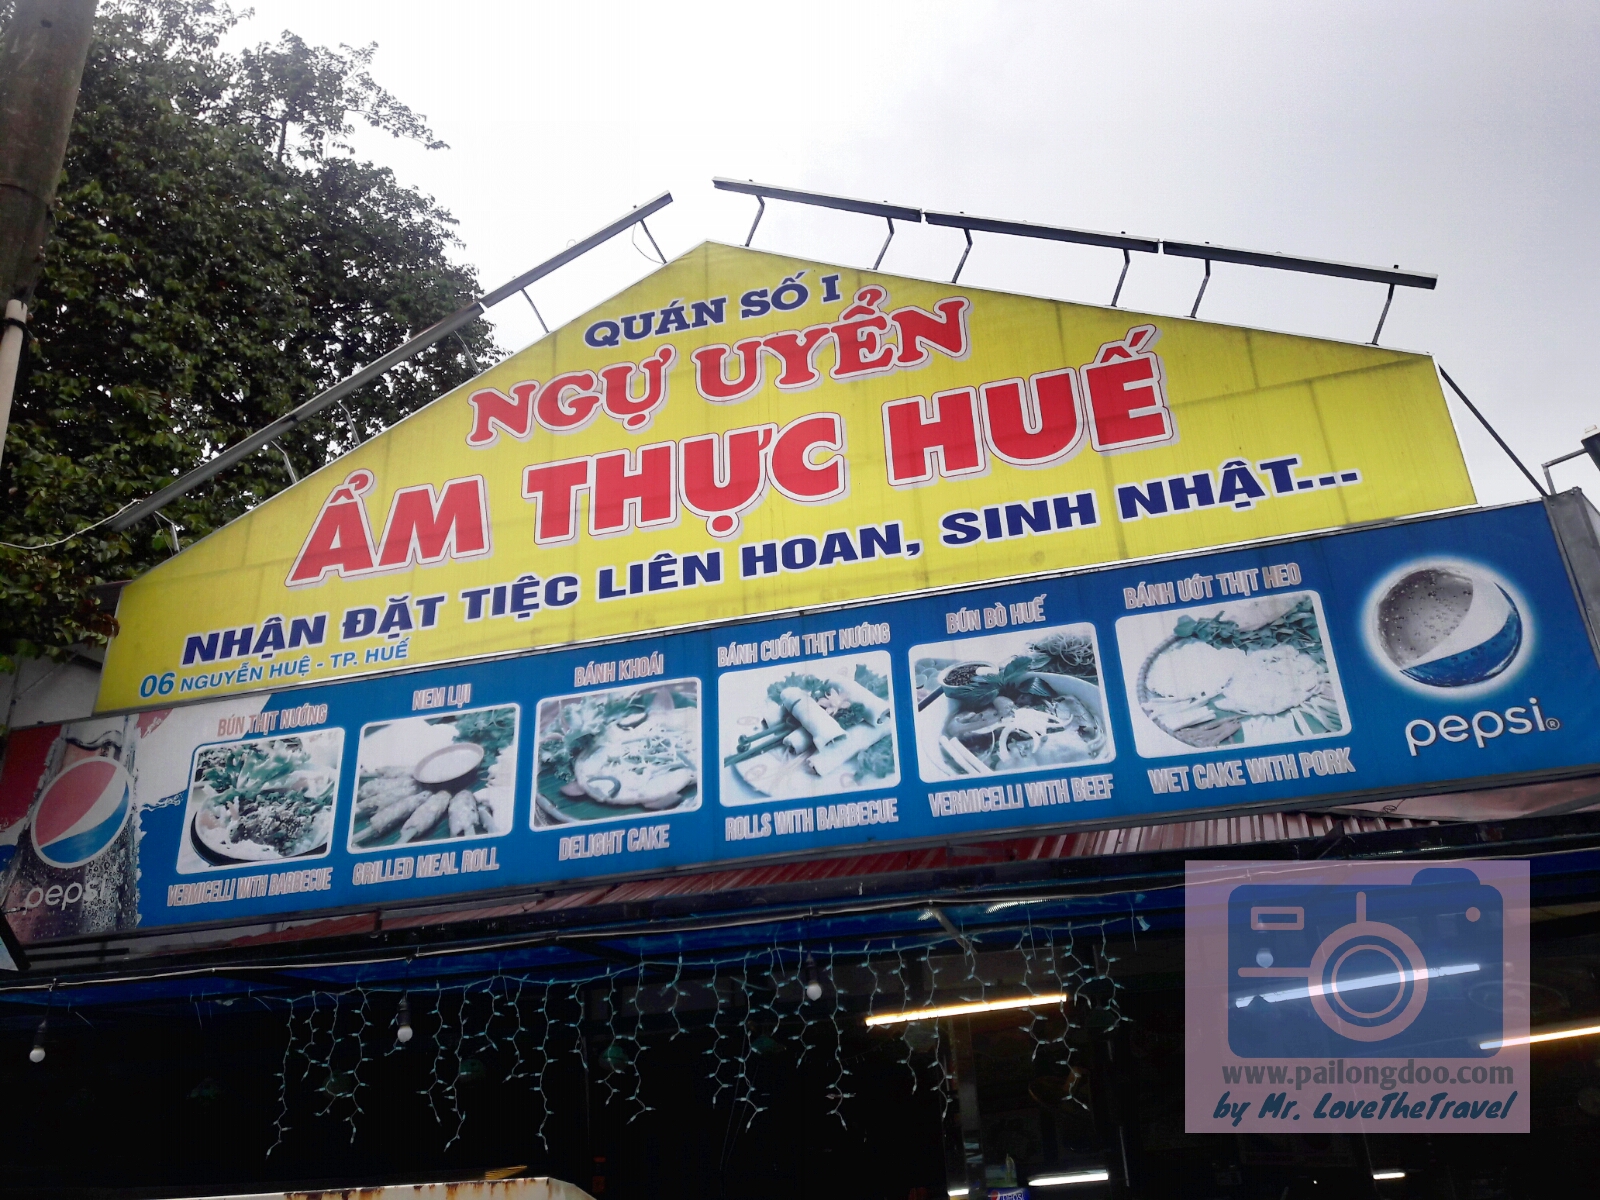 QUÁN SỐ I
NGỰ UYỂN
ẨM THỰC HUẾ
NHẬN ĐẶT TIỆC LIÊN HOAN, SINH NHẬT...
06 NGUYỄN HUỆ - TP. HUẾ
BÚN THỊT NƯỚNG
NEM LỤI
BÁNH KHOÁI
BÁNH CUỐN THỊT NƯỚNG
BÚN BÒ HUẾ
BÁNH ƯỚT THỊT HEO
VERMICELLI WITH BARBECUE
GRILLED MEAL ROLL
DELIGHT CAKE
ROLLS WITH BARBECUE
VERMICELLI WITH BEEF
WET CAKE WITH PORK
pepsi
pepsi®
www.pailongdoo.com
by Mr. LoveTheTravel
pepsi